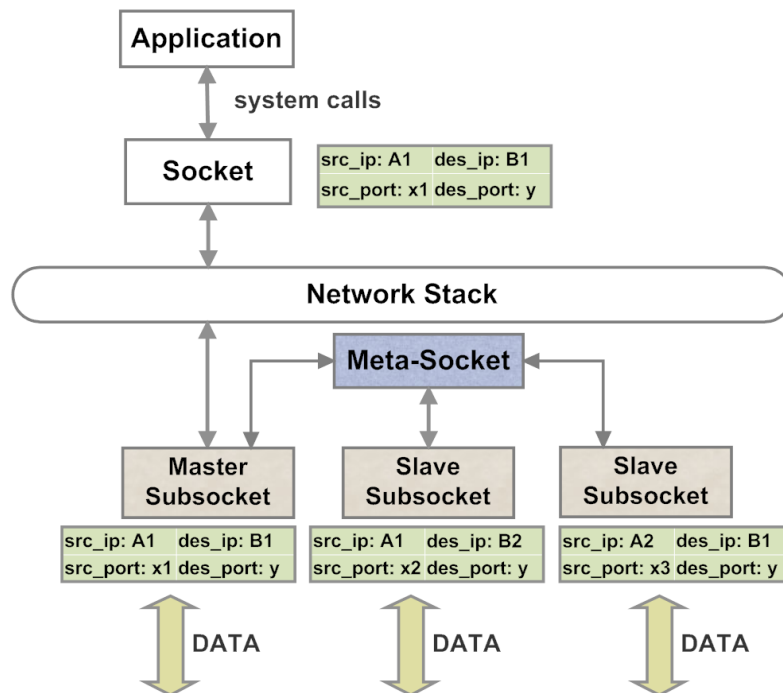 Application
system calls
Socket
src_ip: A1 des_ip: B1
src_port: x1 des_port: y
Network Stack
Meta-Socket
Master
Subsocket
Slave
Subsocket
Slave
Subsocket
src_ip: A1 des_ip: B1
src_port: x1 des_port: y
src_ip: A1 des_ip: B2
src_port: x2 des_port: y
src_ip: A2 des_ip: B1
src_port: x3 des_port: y
DATA
DATA
DATA